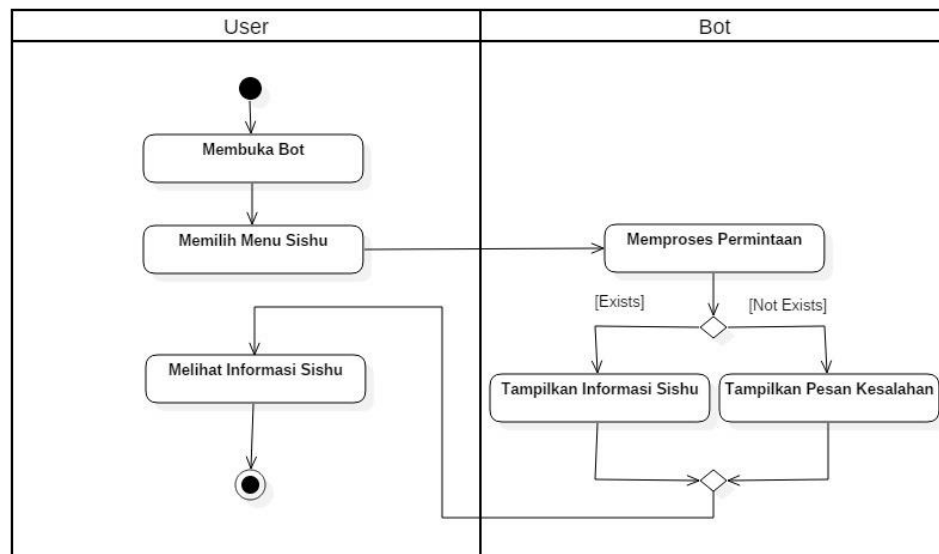 User
Bot
Membuka Bot
Memilih Menu Sishu
Memproses Permintaan
[Exists]
[Not Exists]
Melihat Informasi Sishu
Tampilkan Informasi Sishu
Tampilkan Pesan Kesalahan